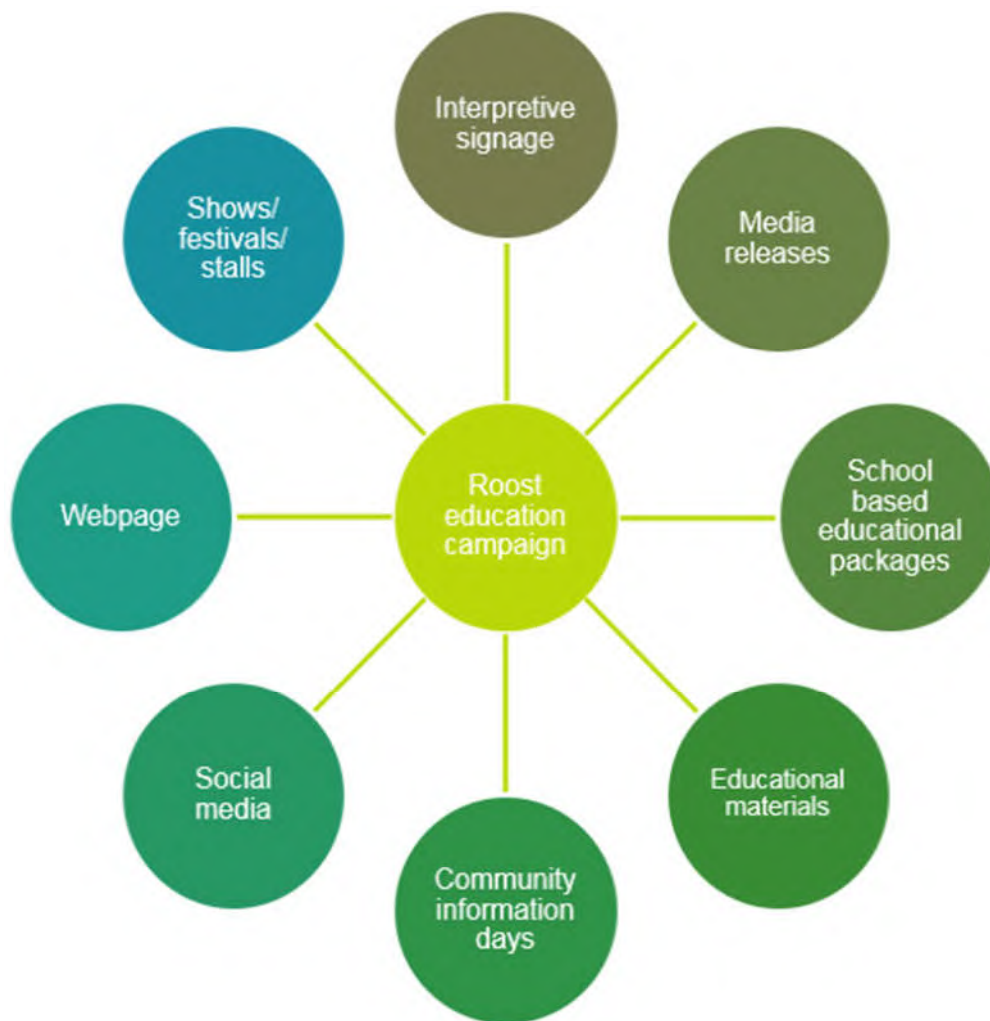 Interpretive
signage
Media
releases
School
based
educational
packages
Educational
materials
Community
information
days
Social
media
Webpage
Shows/
festivals/
stalls
Roost
education
campaign